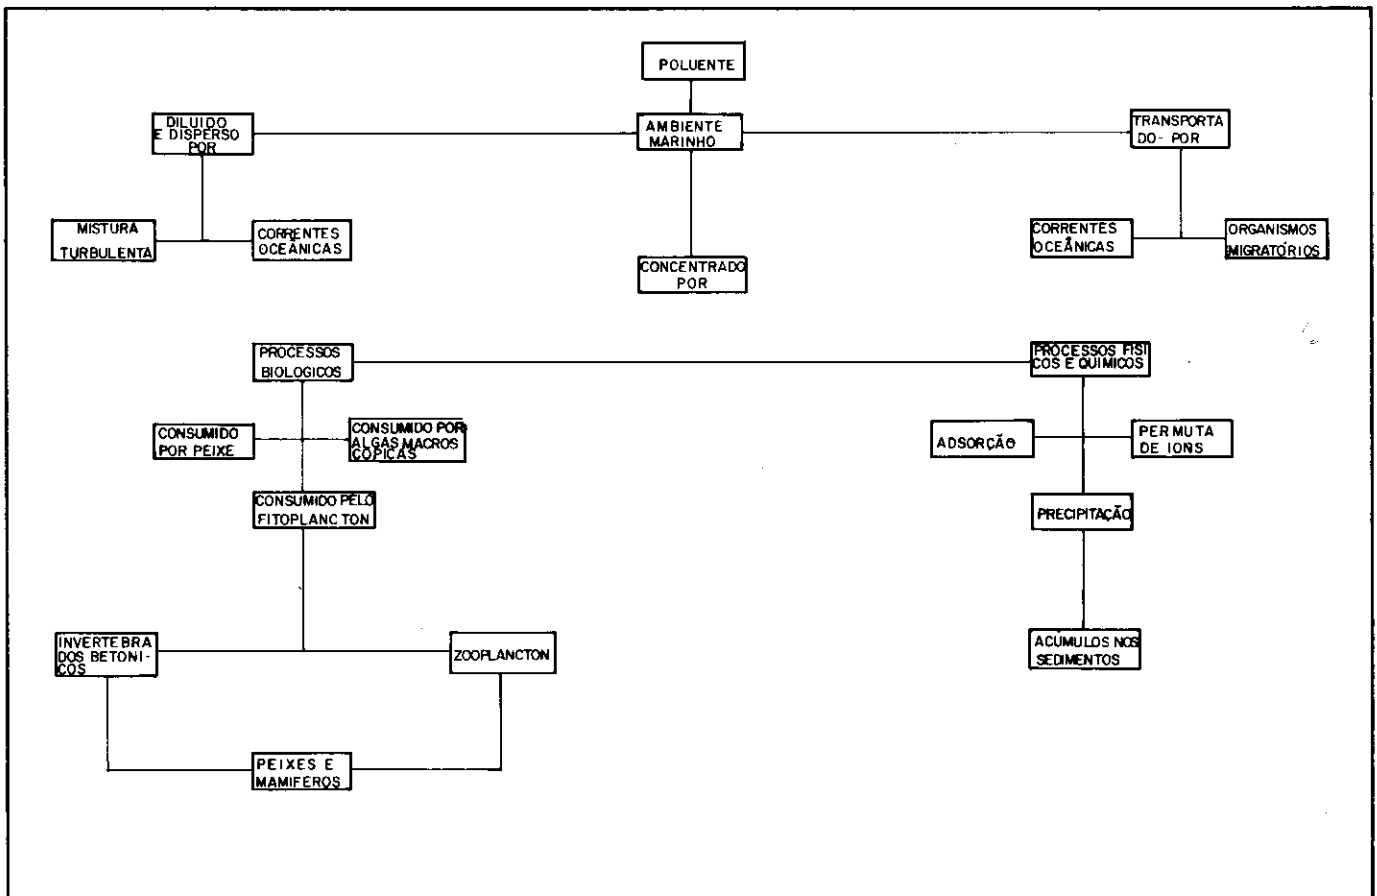 POLUENTE
DILUIDO
E DISPERSO
POR
AMBIENTE
MARINHO
TRANSPORTA
DO- POR
MISTURA
TURBULENTA
CORRENTES
OCEÂNICAS
CORRENTES
OCEÂNICAS
ORGANISMOS
MIGRATÓRIOS
CONCENTRADO
POR
PROCESSOS
BIOLOGICOS
PROCESSOS FISI
COS E QUIMICOS
CONSUMIDO
POR PEIXE
CONSUMIDO POR
ALGAS MACROS
COPICAS
ADSORÇÃO
PERMUTA
DE IONS
CONSUMIDO PELO
FITOPLANCTON
PRECIPITAÇÃO
INVERTEBRA
DOS BETONI-
COS
ZOOPLANCTON
ACUMULOS NOS
SEDIMENTOS
PEIXES E
MAMIFEROS